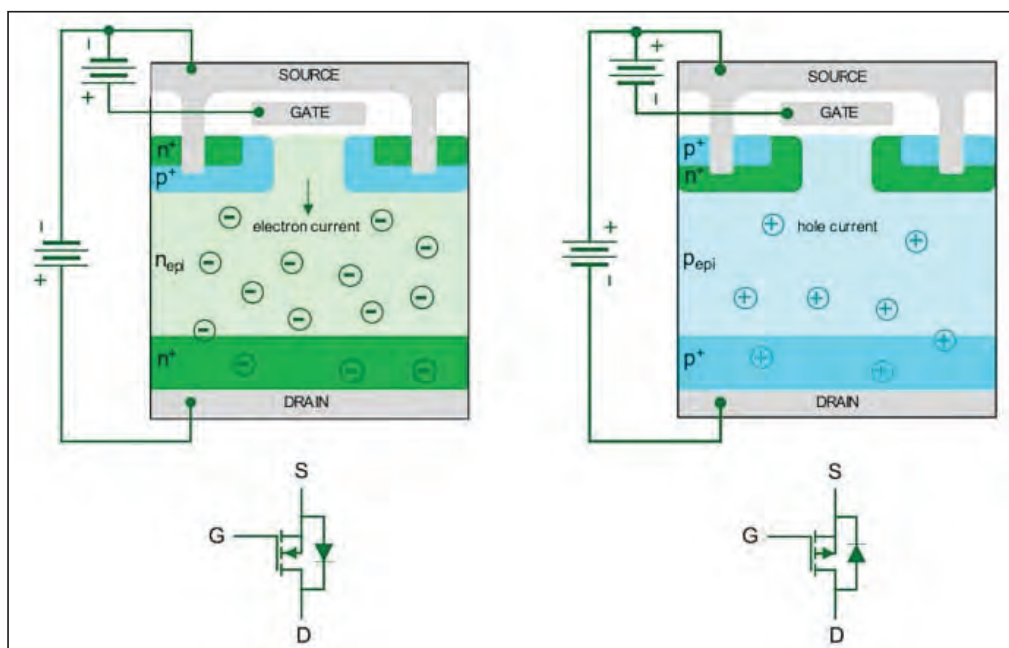 SOURCE
GATE
n⁺
p⁺
electron current
nₑₚᵢ
n⁺
DRAIN
S
G
D
SOURCE
GATE
p⁺
n⁺
hole current
pₑₚᵢ
p⁺
DRAIN
S
G
D